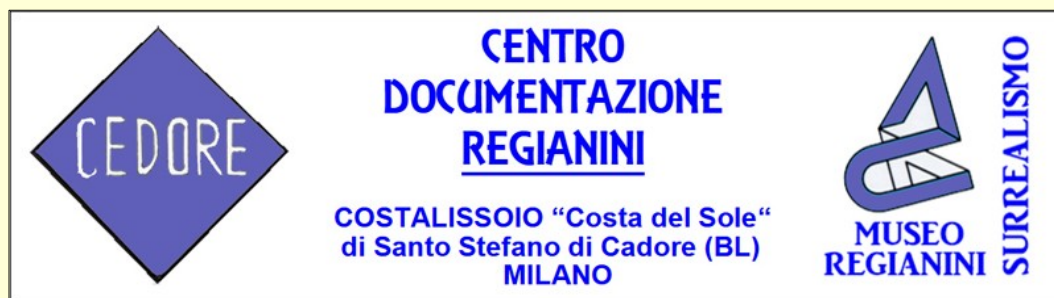 CEDORE
CENTRO
DOCUMENTAZIONE
REGIANINI
COSTALISSOIO “Costa del Sole“
di Santo Stefano di Cadore (BL)
MILANO
MUSEO
REGIANINI
SURREALISMO